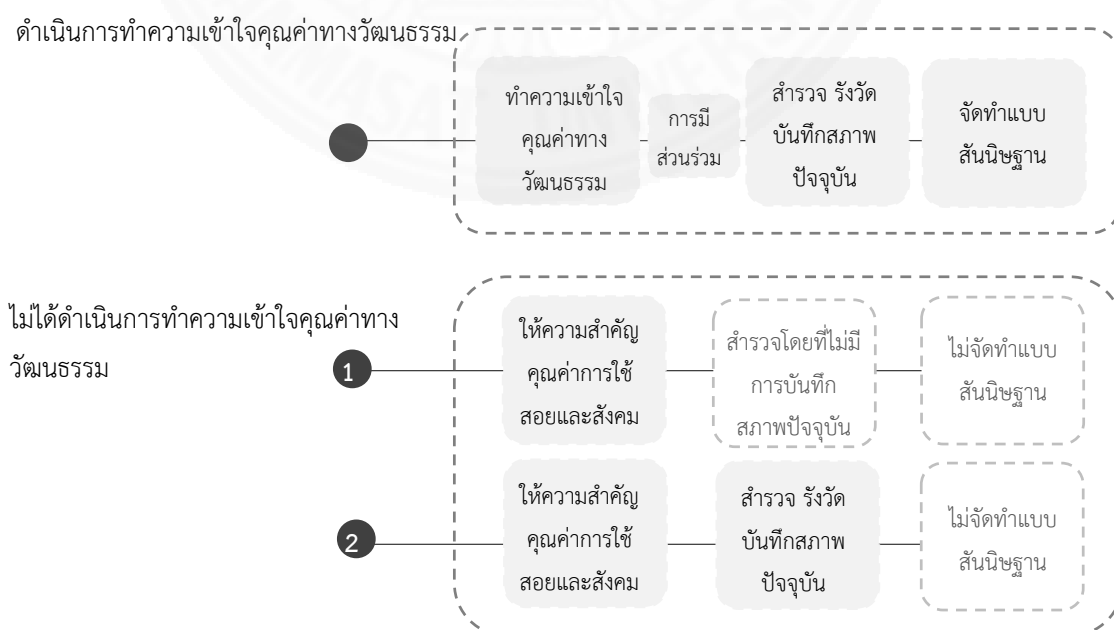 ดำเนินการทำความเข้าใจคุณค่าทางวัฒนธรรม
ทำความเข้าใจ
คุณค่าทาง
วัฒนธรรม
การมี
ส่วนร่วม
สำรวจ รังวัด
บันทึกสภาพ
ปัจจุบัน
จัดทำแบบ
สันนิษฐาน
ไม่ได้ดำเนินการทำความเข้าใจคุณค่าทาง
วัฒนธรรม
1
ให้ความสำคัญ
คุณค่าการใช้
สอยและสังคม
สำรวจโดยที่ไม่มี
การบันทึก
สภาพปัจจุบัน
ไม่จัดทำแบบ
สันนิษฐาน
2
ให้ความสำคัญ
คุณค่าการใช้
สอยและสังคม
สำรวจ รังวัด
บันทึกสภาพ
ปัจจุบัน
ไม่จัดทำแบบ
สันนิษฐาน